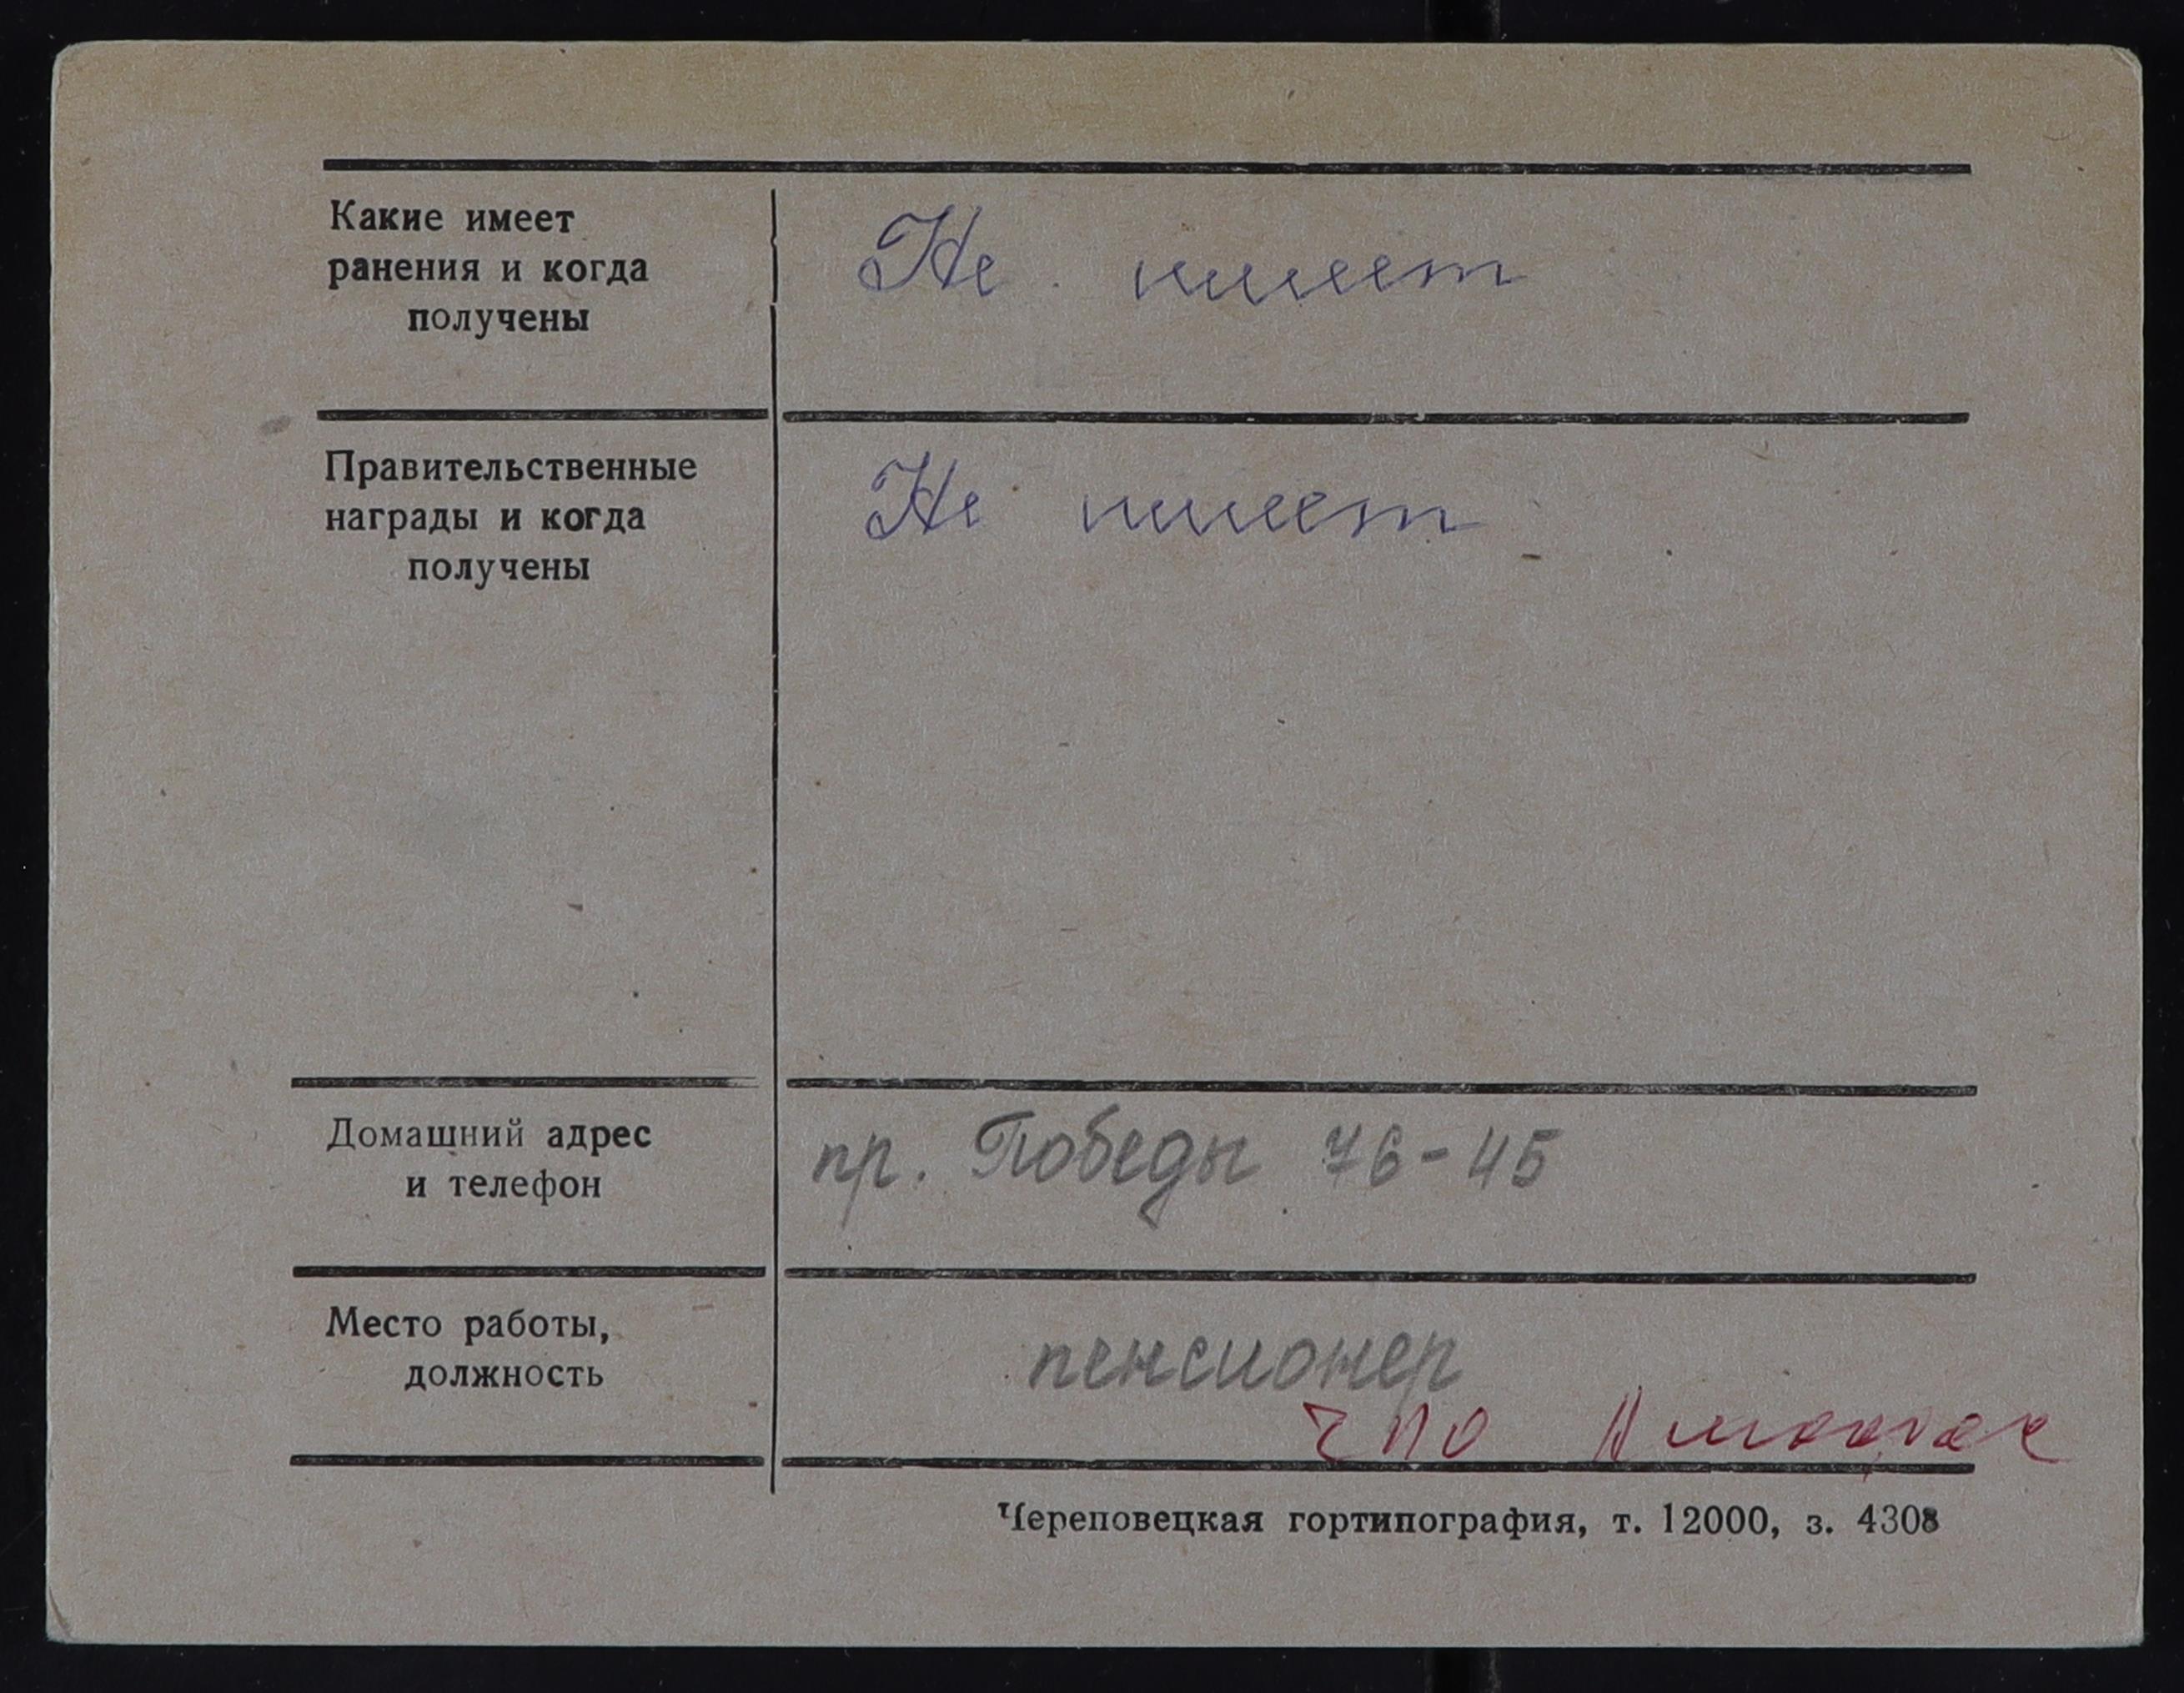 Какие имеет
ранения и когда
получены
Не имеет
Правительственные
награды и когда
получены
Не имеет
Домашний адрес
и телефон
пр. Победы 76-45
Место работы,
должность
пенсионер
ЧПО
Череповецкая гортипография, т. 12000, з. 4308